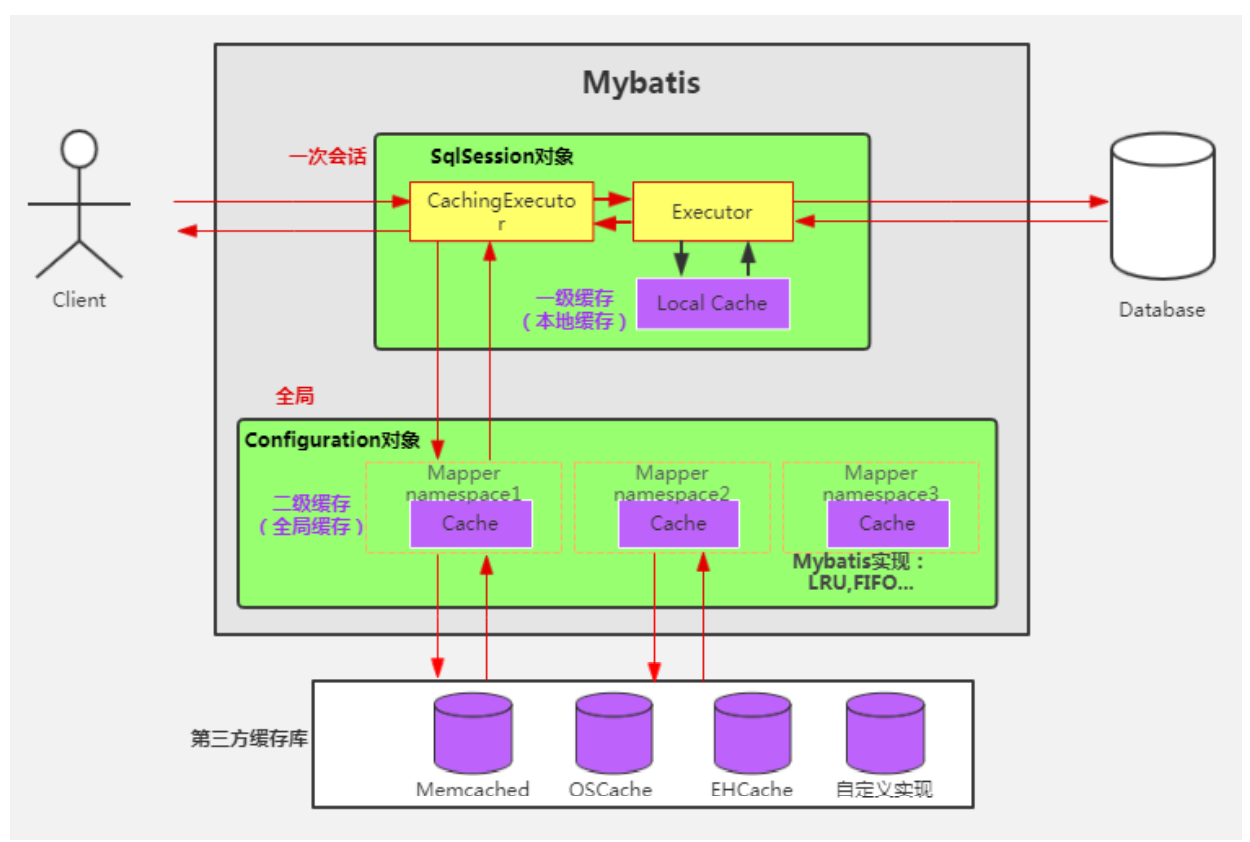 Mybatis
一次会话
SqlSession对象
CachingExecuto
r
Executor
Client
一级缓存
（本地缓存）
Local Cache
Database
全局
Configuration对象
二级缓存
（全局缓存）
Mapper
namespace1
Cache
Mapper
namespace2
Cache
Mapper
namespace3
Cache
Mybatis实现：
LRU,FIFO...
第三方缓存库
Memcached
OSCache
EHCache
自定义实现